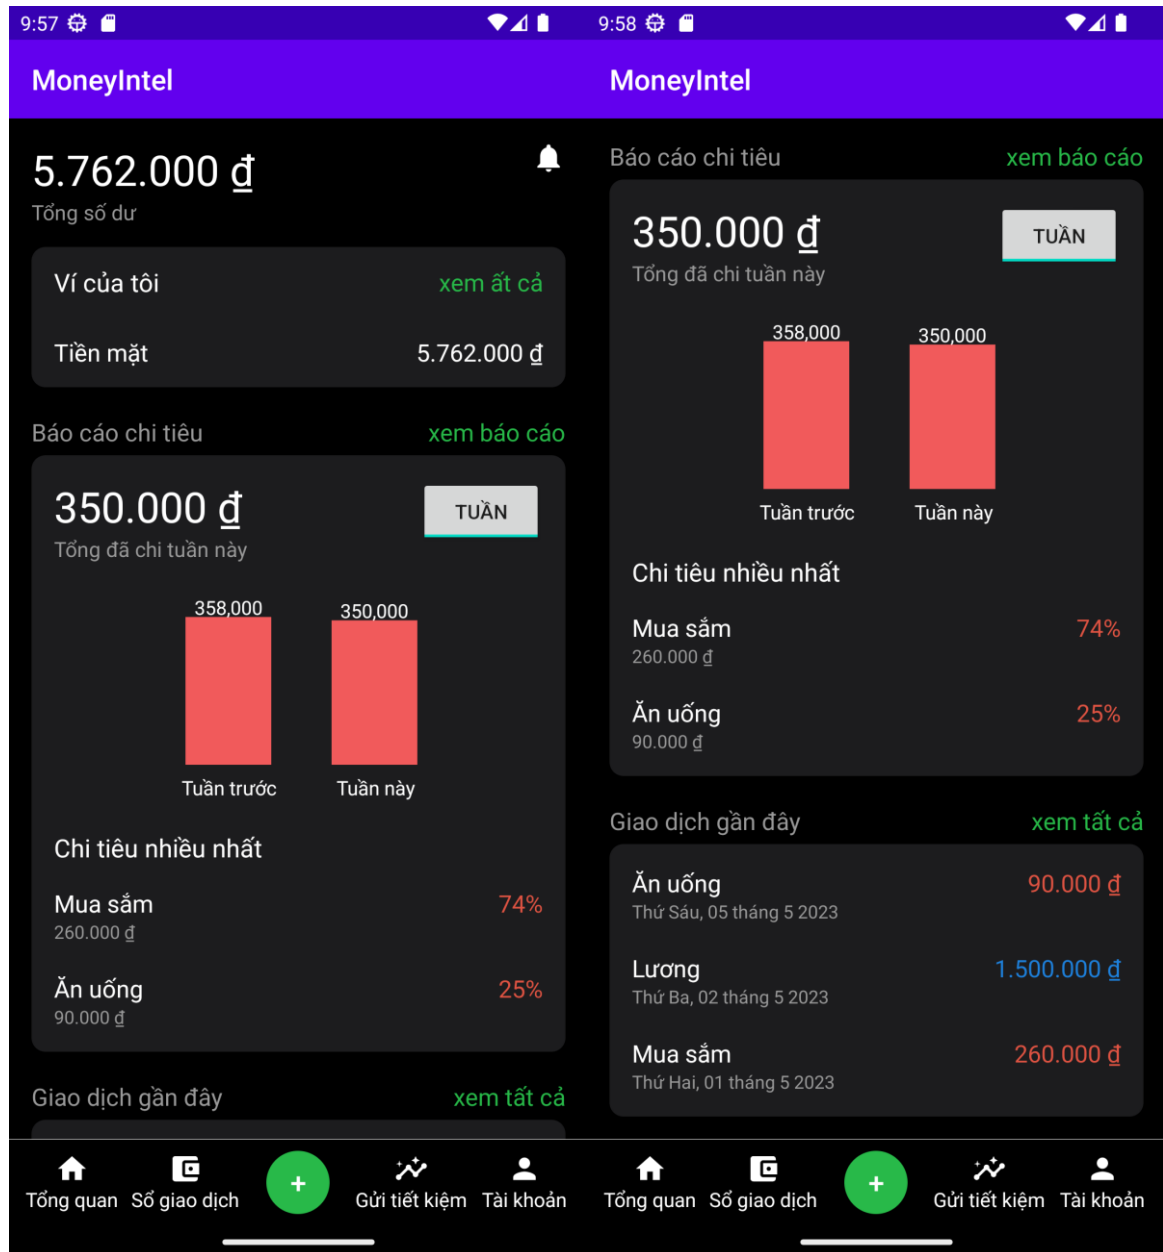 9:57
MoneyIntel
5.762.000 ₫
Tổng số dư
Ví của tôi xem ất cả
Tiền mặt 5.762.000 ₫
Báo cáo chi tiêu xem báo cáo
350.000 ₫ TUẦN
Tổng đã chi tuần này
358,000 350,000
Tuần trước Tuần này
Chi tiêu nhiều nhất
Mua sắm 74%
260.000 ₫
Ăn uống 25%
90.000 ₫
Giao dịch gần đây xem tất cả
+
Tổng quan Sổ giao dịch Gửi tiết kiệm Tài khoản
9:58
MoneyIntel
Báo cáo chi tiêu xem báo cáo
350.000 ₫ TUẦN
Tổng đã chi tuần này
358,000 350,000
Tuần trước Tuần này
Chi tiêu nhiều nhất
Mua sắm 74%
260.000 ₫
Ăn uống 25%
90.000 ₫
Giao dịch gần đây xem tất cả
Ăn uống 90.000 ₫
Thứ Sáu, 05 tháng 5 2023
Lương 1.500.000 ₫
Thứ Ba, 02 tháng 5 2023
Mua sắm 260.000 ₫
Thứ Hai, 01 tháng 5 2023
+
Tổng quan Sổ giao dịch Gửi tiết kiệm Tài khoản